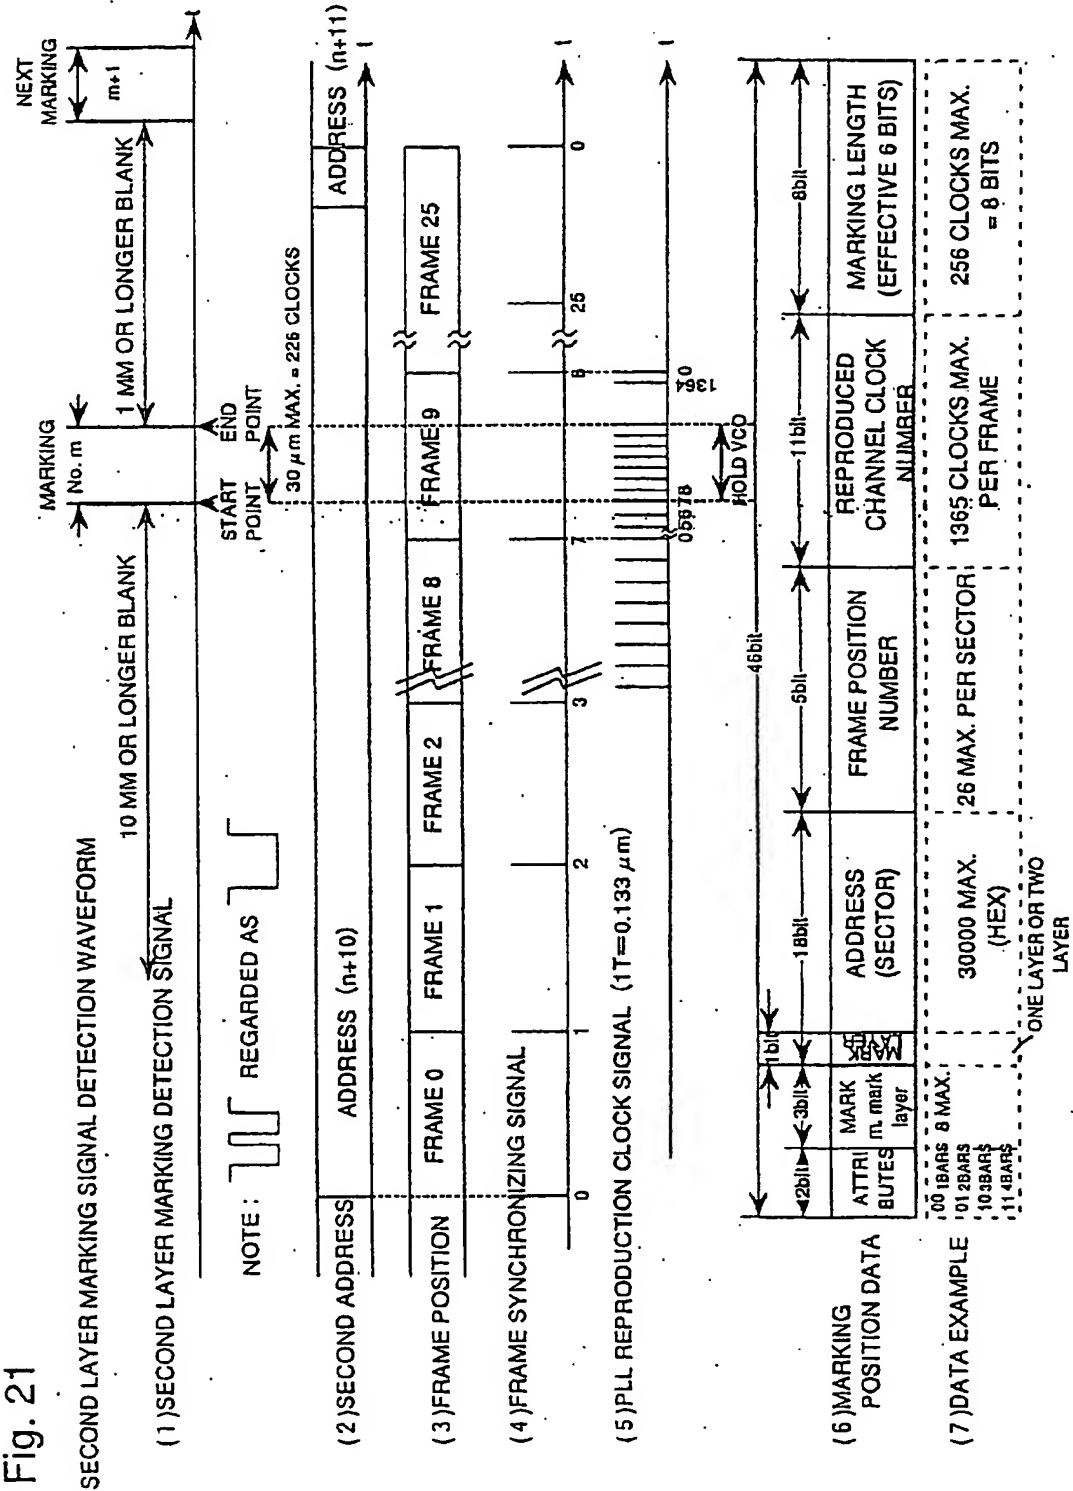 Fig. 21
SECOND LAYER MARKING SIGNAL DETECTION WAVEFORM
(1)SECOND LAYER MARKING DETECTION SIGNAL
10 MM OR LONGER BLANK
MARKING
No. m
1 MM OR LONGER BLANK
NEXT
MARKING
m+1
t
NOTE :
REGARDED AS
START
POINT
END
POINT
30 μm MAX. = 226 CLOCKS
(2)SECOND ADDRESS
ADDRESS (n+10)
ADDRESS (n+11)
t
(3)FRAME POSITION
FRAME 0
FRAME 1
FRAME 2
FRAME 8
FRAME 9
FRAME 25
(4)FRAME SYNCHRONIZING SIGNAL
0
1
2
3
7
25
0
t
(5)PLL REPRODUCTION CLOCK SIGNAL (1T=0.133 μm)
05678
1364
0
t
HOLD VCO
46bit
42bit
3bit
1bit
18bit
5bit
11bit
8bit
(6)MARKING
POSITION DATA
ATTRI
BUTES
MARK
m. mark
layer
MARK
LAYER
ADDRESS
(SECTOR)
FRAME POSITION
NUMBER
REPRODUCED
CHANNEL CLOCK
NUMBER
MARKING LENGTH
(EFFECTIVE 6 BITS)
(7)DATA EXAMPLE
00 1BARS
01 2BARS
10 3BARS
11 4BARS
8 MAX.
30000 MAX.
(HEX)
26 MAX. PER SECTOR
1365 CLOCKS MAX.
PER FRAME
256 CLOCKS MAX.
= 8 BITS
ONE LAYER OR TWO
LAYER